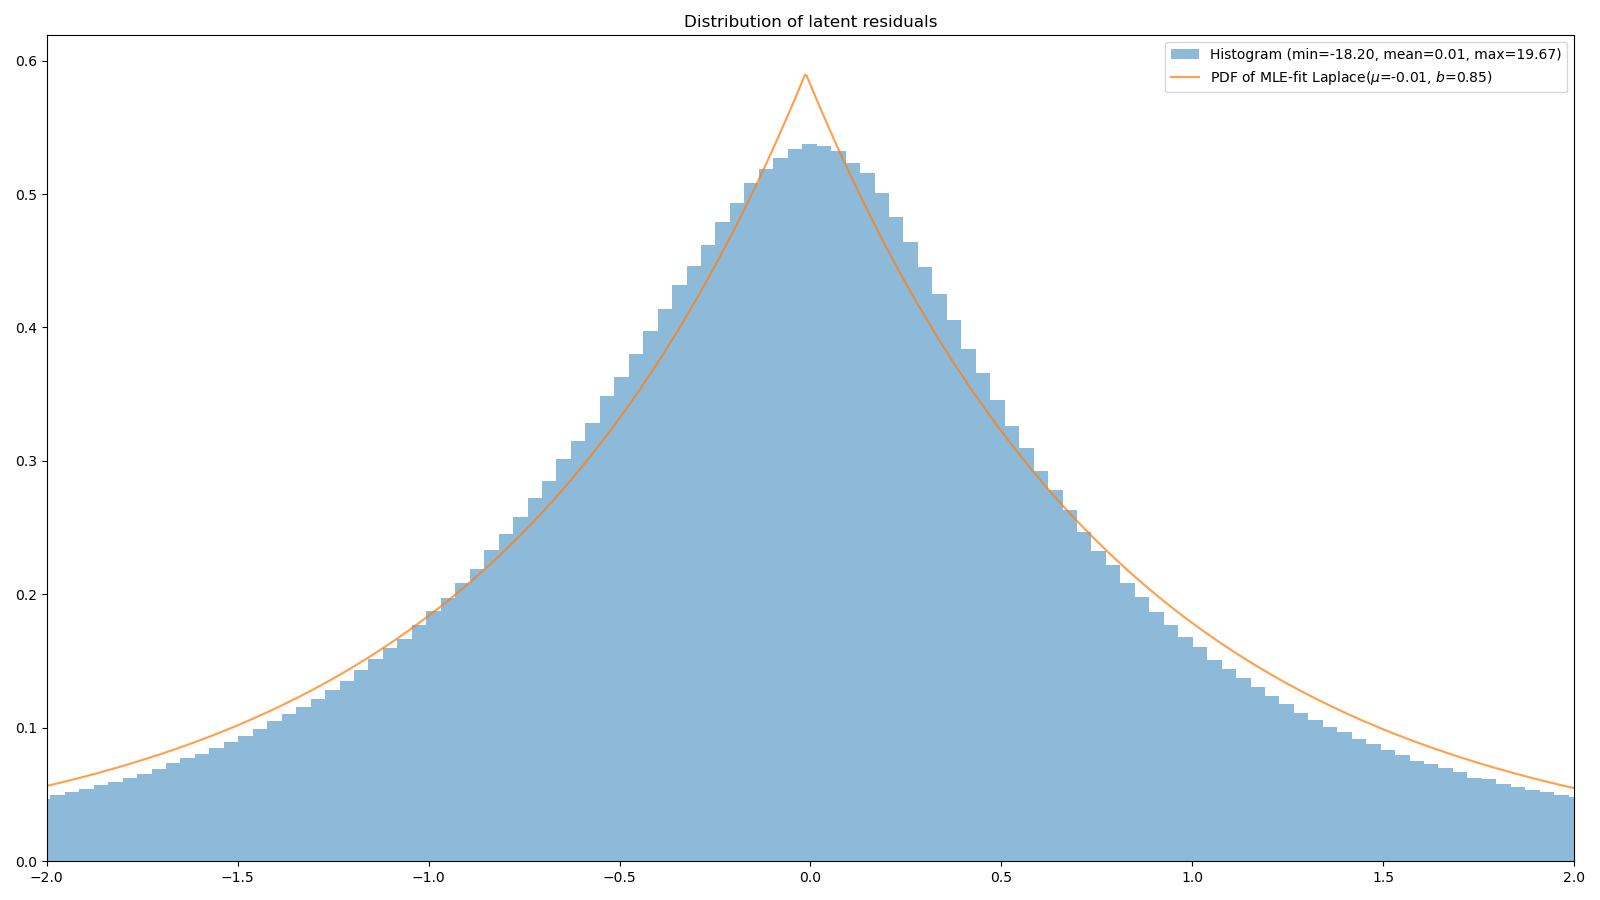 Distribution of latent residuals
Histogram (min=-18.20, mean=0.01, max=19.67)
PDF of MLE-fit Laplace(μ=-0.01, b=0.85)
0.6
0.5
0.4
0.3
0.2
0.1
0.0
−2.0 −1.5 −1.0 −0.5 0.0 0.5 1.0 1.5 2.0